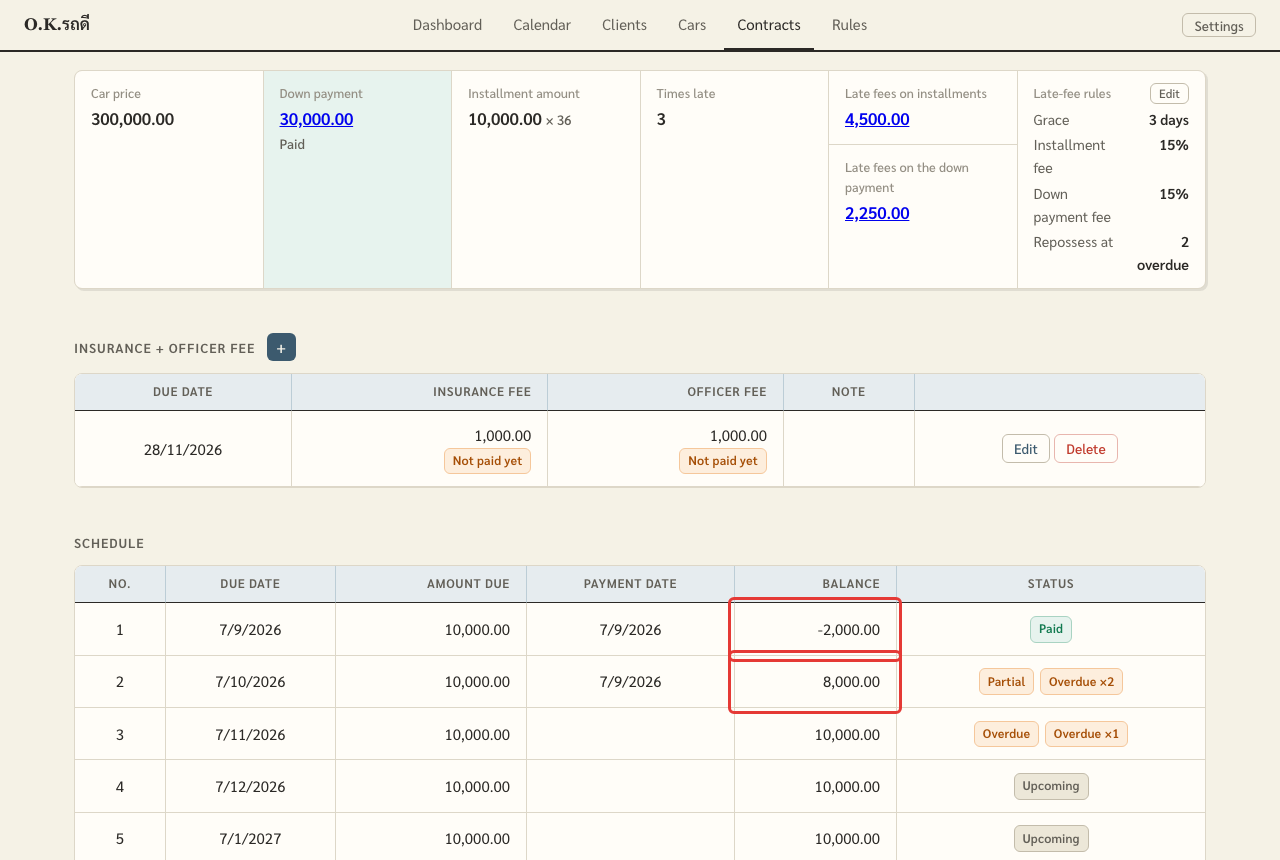 O.K.รถดี
Dashboard Calendar Clients Cars Contracts Rules
Settings
Car price
300,000.00
Down payment
30,000.00
Paid
Installment amount
10,000.00 × 36
Times late
3
Late fees on installments
4,500.00
Late fees on the down
payment
2,250.00
Late-fee rules Edit
Grace 3 days
Installment 15%
fee
Down 15%
payment fee
Repossess at 2
overdue
INSURANCE + OFFICER FEE +
DUE DATE INSURANCE FEE OFFICER FEE NOTE
28/11/2026 1,000.00 Not paid yet 1,000.00 Not paid yet Edit Delete
SCHEDULE
NO. DUE DATE AMOUNT DUE PAYMENT DATE BALANCE STATUS
1 7/9/2026 10,000.00 7/9/2026 -2,000.00 Paid
2 7/10/2026 10,000.00 7/9/2026 8,000.00 Partial Overdue ×2
3 7/11/2026 10,000.00 10,000.00 Overdue Overdue ×1
4 7/12/2026 10,000.00 10,000.00 Upcoming
5 7/1/2027 10,000.00 10,000.00 Upcoming